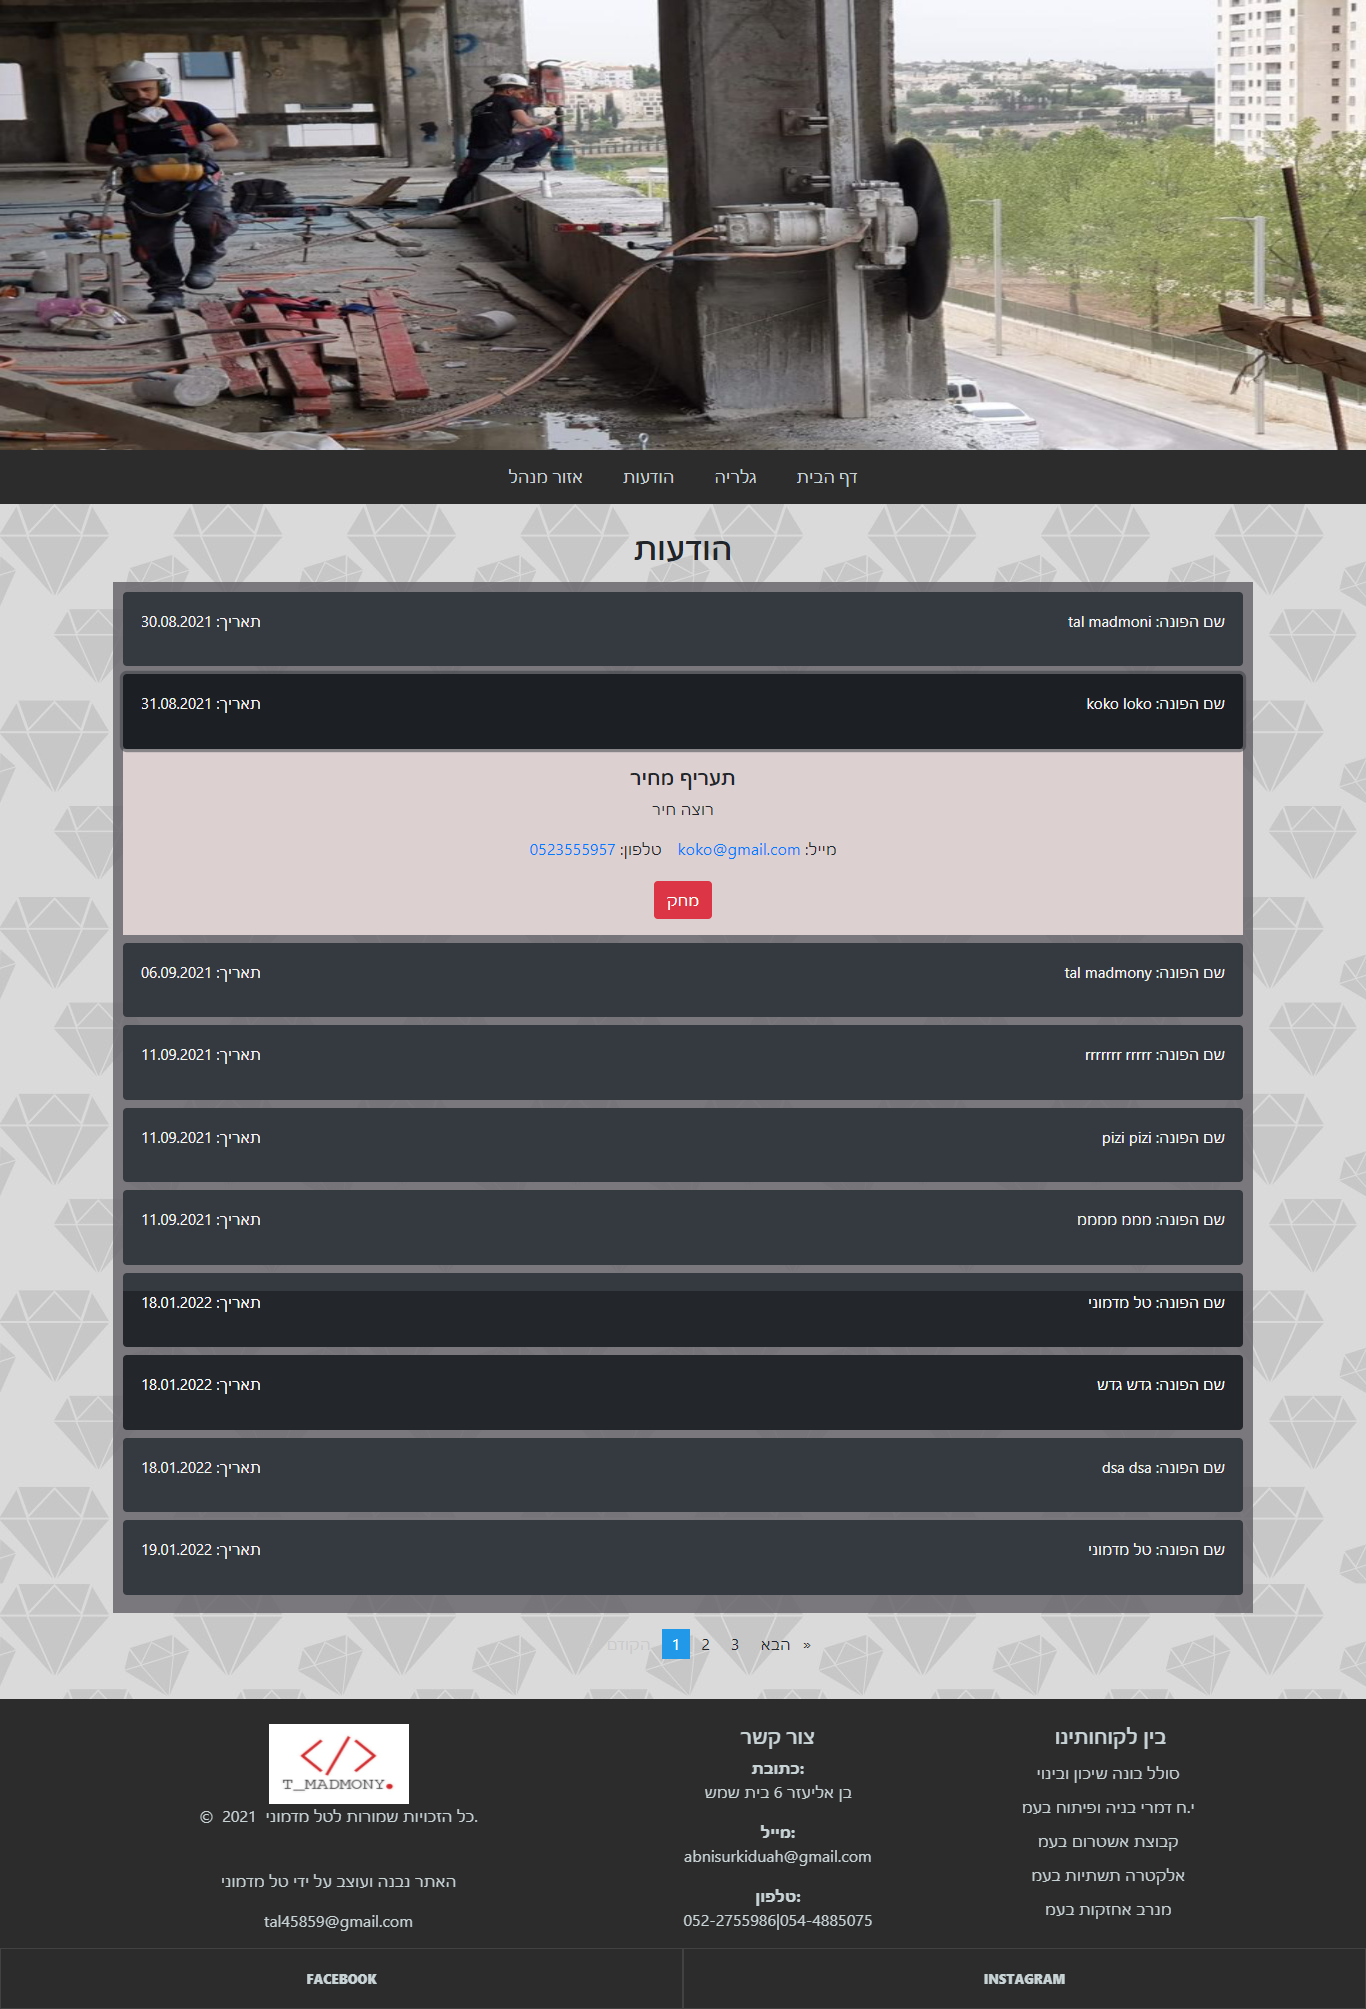 דף הבית
גלריה
הודעות
אזור מנהל
הודעות
שם הפונה: tal madmoni
תאריך: 30.08.2021
שם הפונה: koko loko
תאריך: 31.08.2021
תעריף מחיר
רוצה חיר
מייל: koko@gmail.com טלפון: 0523555957
מחק
שם הפונה: tal madmony
תאריך: 06.09.2021
שם הפונה: rrrrrrr rrrrr
תאריך: 11.09.2021
שם הפונה: pizi pizi
תאריך: 11.09.2021
שם הפונה: מממ ממממ
תאריך: 11.09.2021
שם הפונה: טל מדמוני
תאריך: 18.01.2022
שם הפונה: גדש גדש
תאריך: 18.01.2022
שם הפונה: dsa dsa
תאריך: 18.01.2022
שם הפונה: טל מדמוני
תאריך: 19.01.2022
הקודם 1 2 3 הבא »
בין לקוחותינו
סולל בונה שיכון ובינוי
י.ח דמרי בניה ופיתוח בעמ
קבוצת אשטרום בעמ
אלקטרה תשתיות בעמ
מנרב אחזקות בעמ
צור קשר
כתובת:
בן אליעזר 6 בית שמש
מייל:
abnisurkiduah@gmail.com
טלפון:
052-2755986|054-4885075
</>
T_MADMONY.
כל הזכויות שמורות לטל מדמוני 2021 ©.
האתר נבנה ועוצב על ידי טל מדמוני
tal45859@gmail.com
FACEBOOK
INSTAGRAM